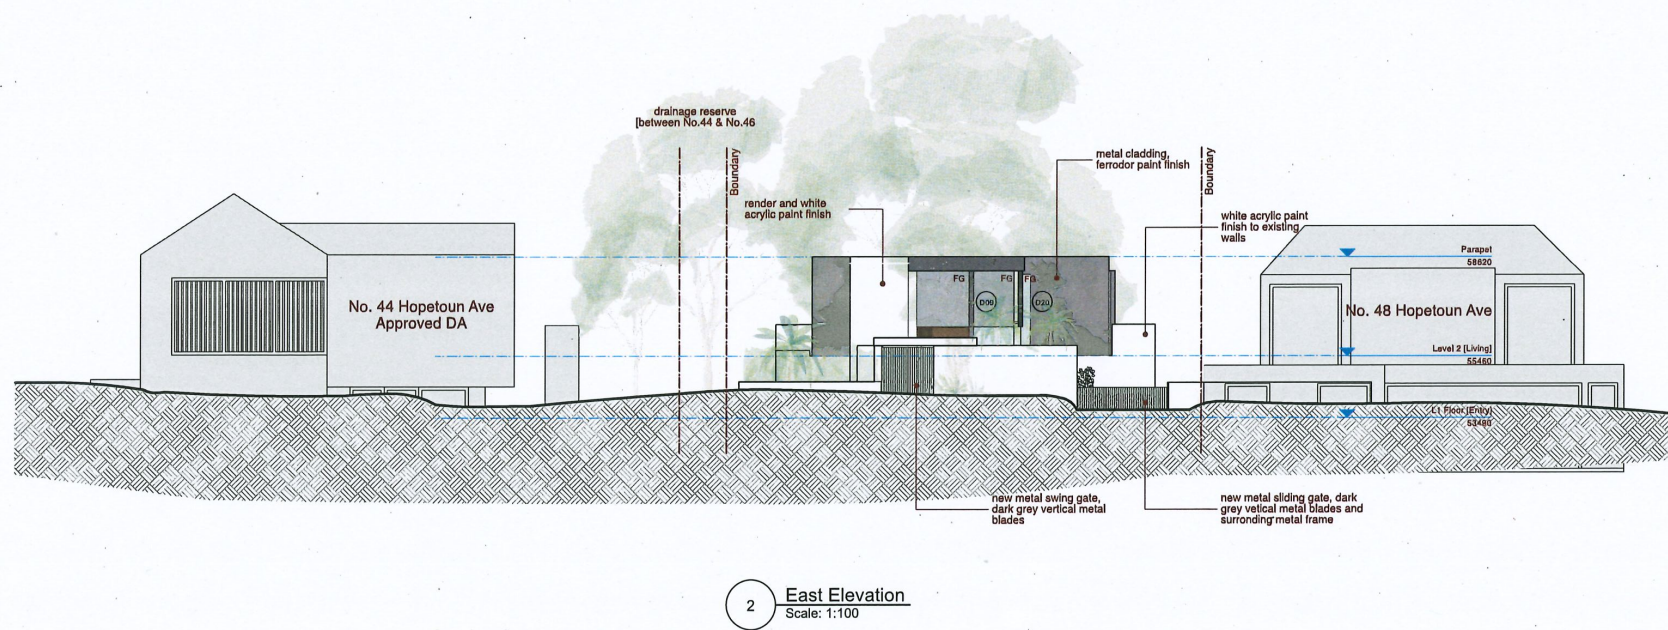 drainage reserve
[between No.44 & No.46
Boundary
metal cladding,
ferrodor paint finish
Boundary
render and white
acrylic paint finish
white acrylic paint
finish to existing
walls
Parapet
58620
No. 44 Hopetoun Ave
Approved DA
FG
FG
FG
D09
D20
No. 48 Hopetoun Ave
Level 2 [Living]
55460
L1 Floor [Entry]
53480
new metal swing gate,
dark grey vertical metal
blades
new metal sliding gate, dark
grey vetical metal blades and
surronding metal frame
2
East Elevation
Scale: 1:100